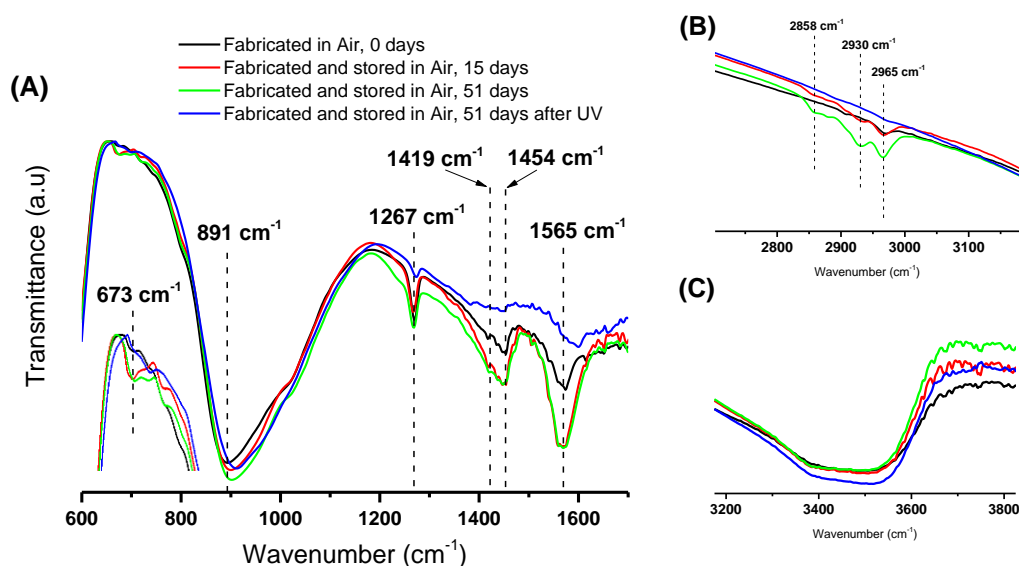 (A)
Fabricated in Air, 0 days
Fabricated and stored in Air, 15 days
Fabricated and stored in Air, 51 days
Fabricated and stored in Air, 51 days after UV
1419 cm⁻¹
1454 cm⁻¹
1267 cm⁻¹
1565 cm⁻¹
891 cm⁻¹
673 cm⁻¹
Transmittance (a.u)
600 800 1000 1200 1400 1600
Wavenumber (cm⁻¹)
(B)
2858 cm⁻¹
2930 cm⁻¹
2965 cm⁻¹
2800 2900 3000 3100
Wavenumber (cm⁻¹)
(C)
3200 3400 3600 3800
Wavenumber (cm⁻¹)